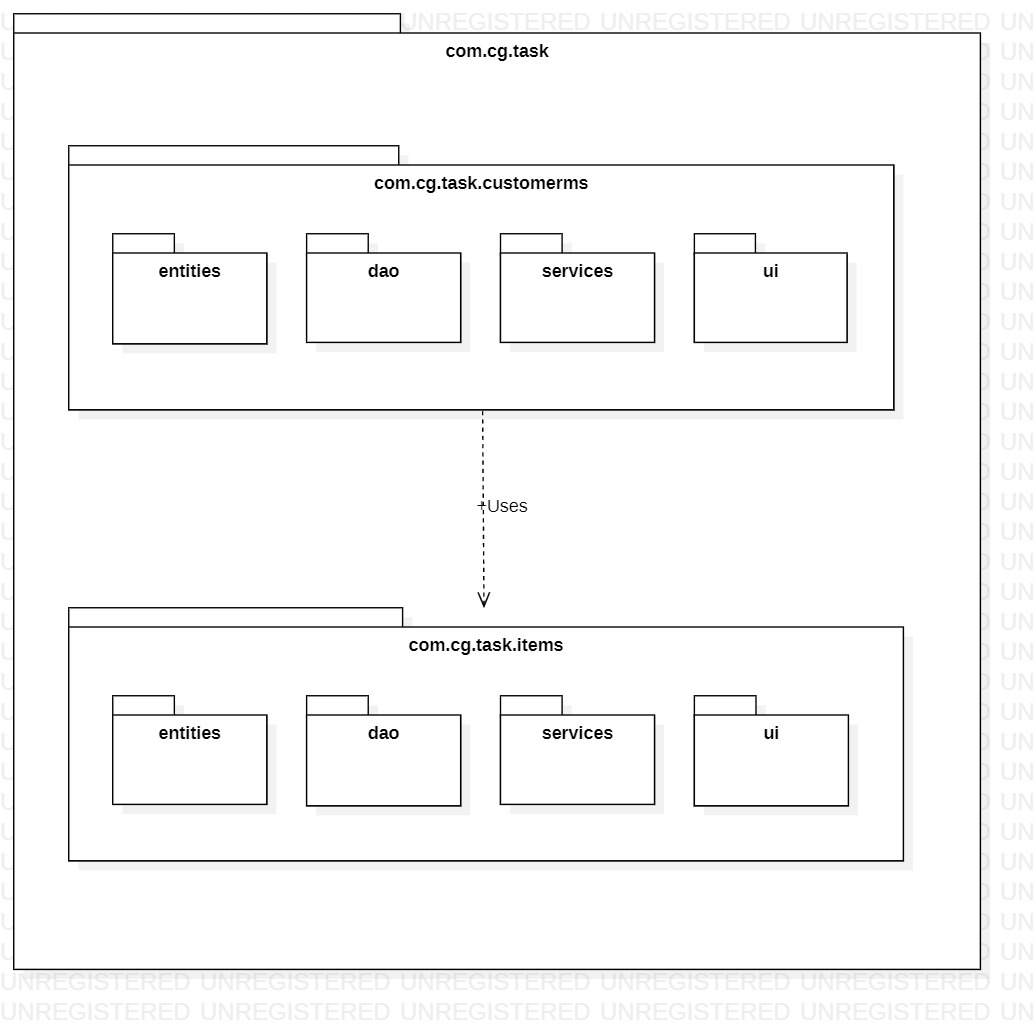 UNREGISTERED UNREGISTERED UNREGISTERED UN
com.cg.task
com.cg.task.customerms
entities dao services ui
+Uses
com.cg.task.items
entities dao services ui
UNREGISTERED UNREGISTERED UNREGISTERED UNREGISTERED UNREGISTERED UN
UNREGISTERED UNREGISTERED UNREGISTERED UNREGISTERED UNREGISTERED UN